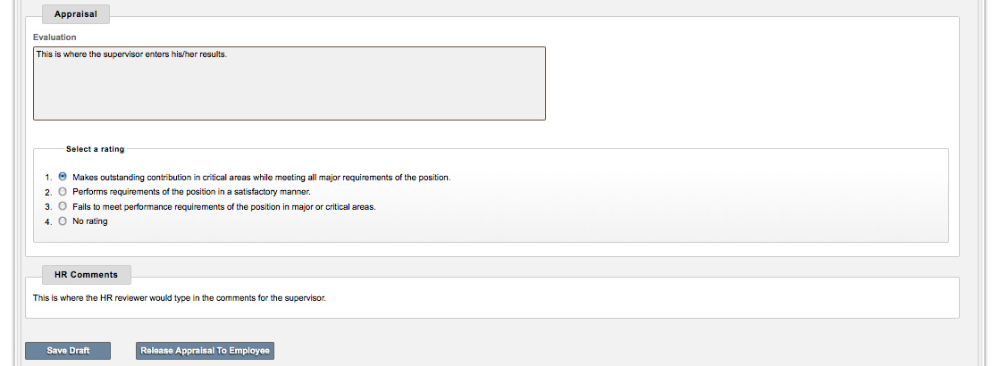 Appraisal
Evaluation
This is where the supervisor enters his/her results.
Select a rating
1. Makes outstanding contribution in critical areas while meeting all major requirements of the position.
2. Performs requirements of the position in a satisfactory manner.
3. Fails to meet performance requirements of the position in major or critical areas.
4. No rating
HR Comments
This is where the HR reviewer would type in the comments for the supervisor.
Save Draft Release Appraisal To Employee